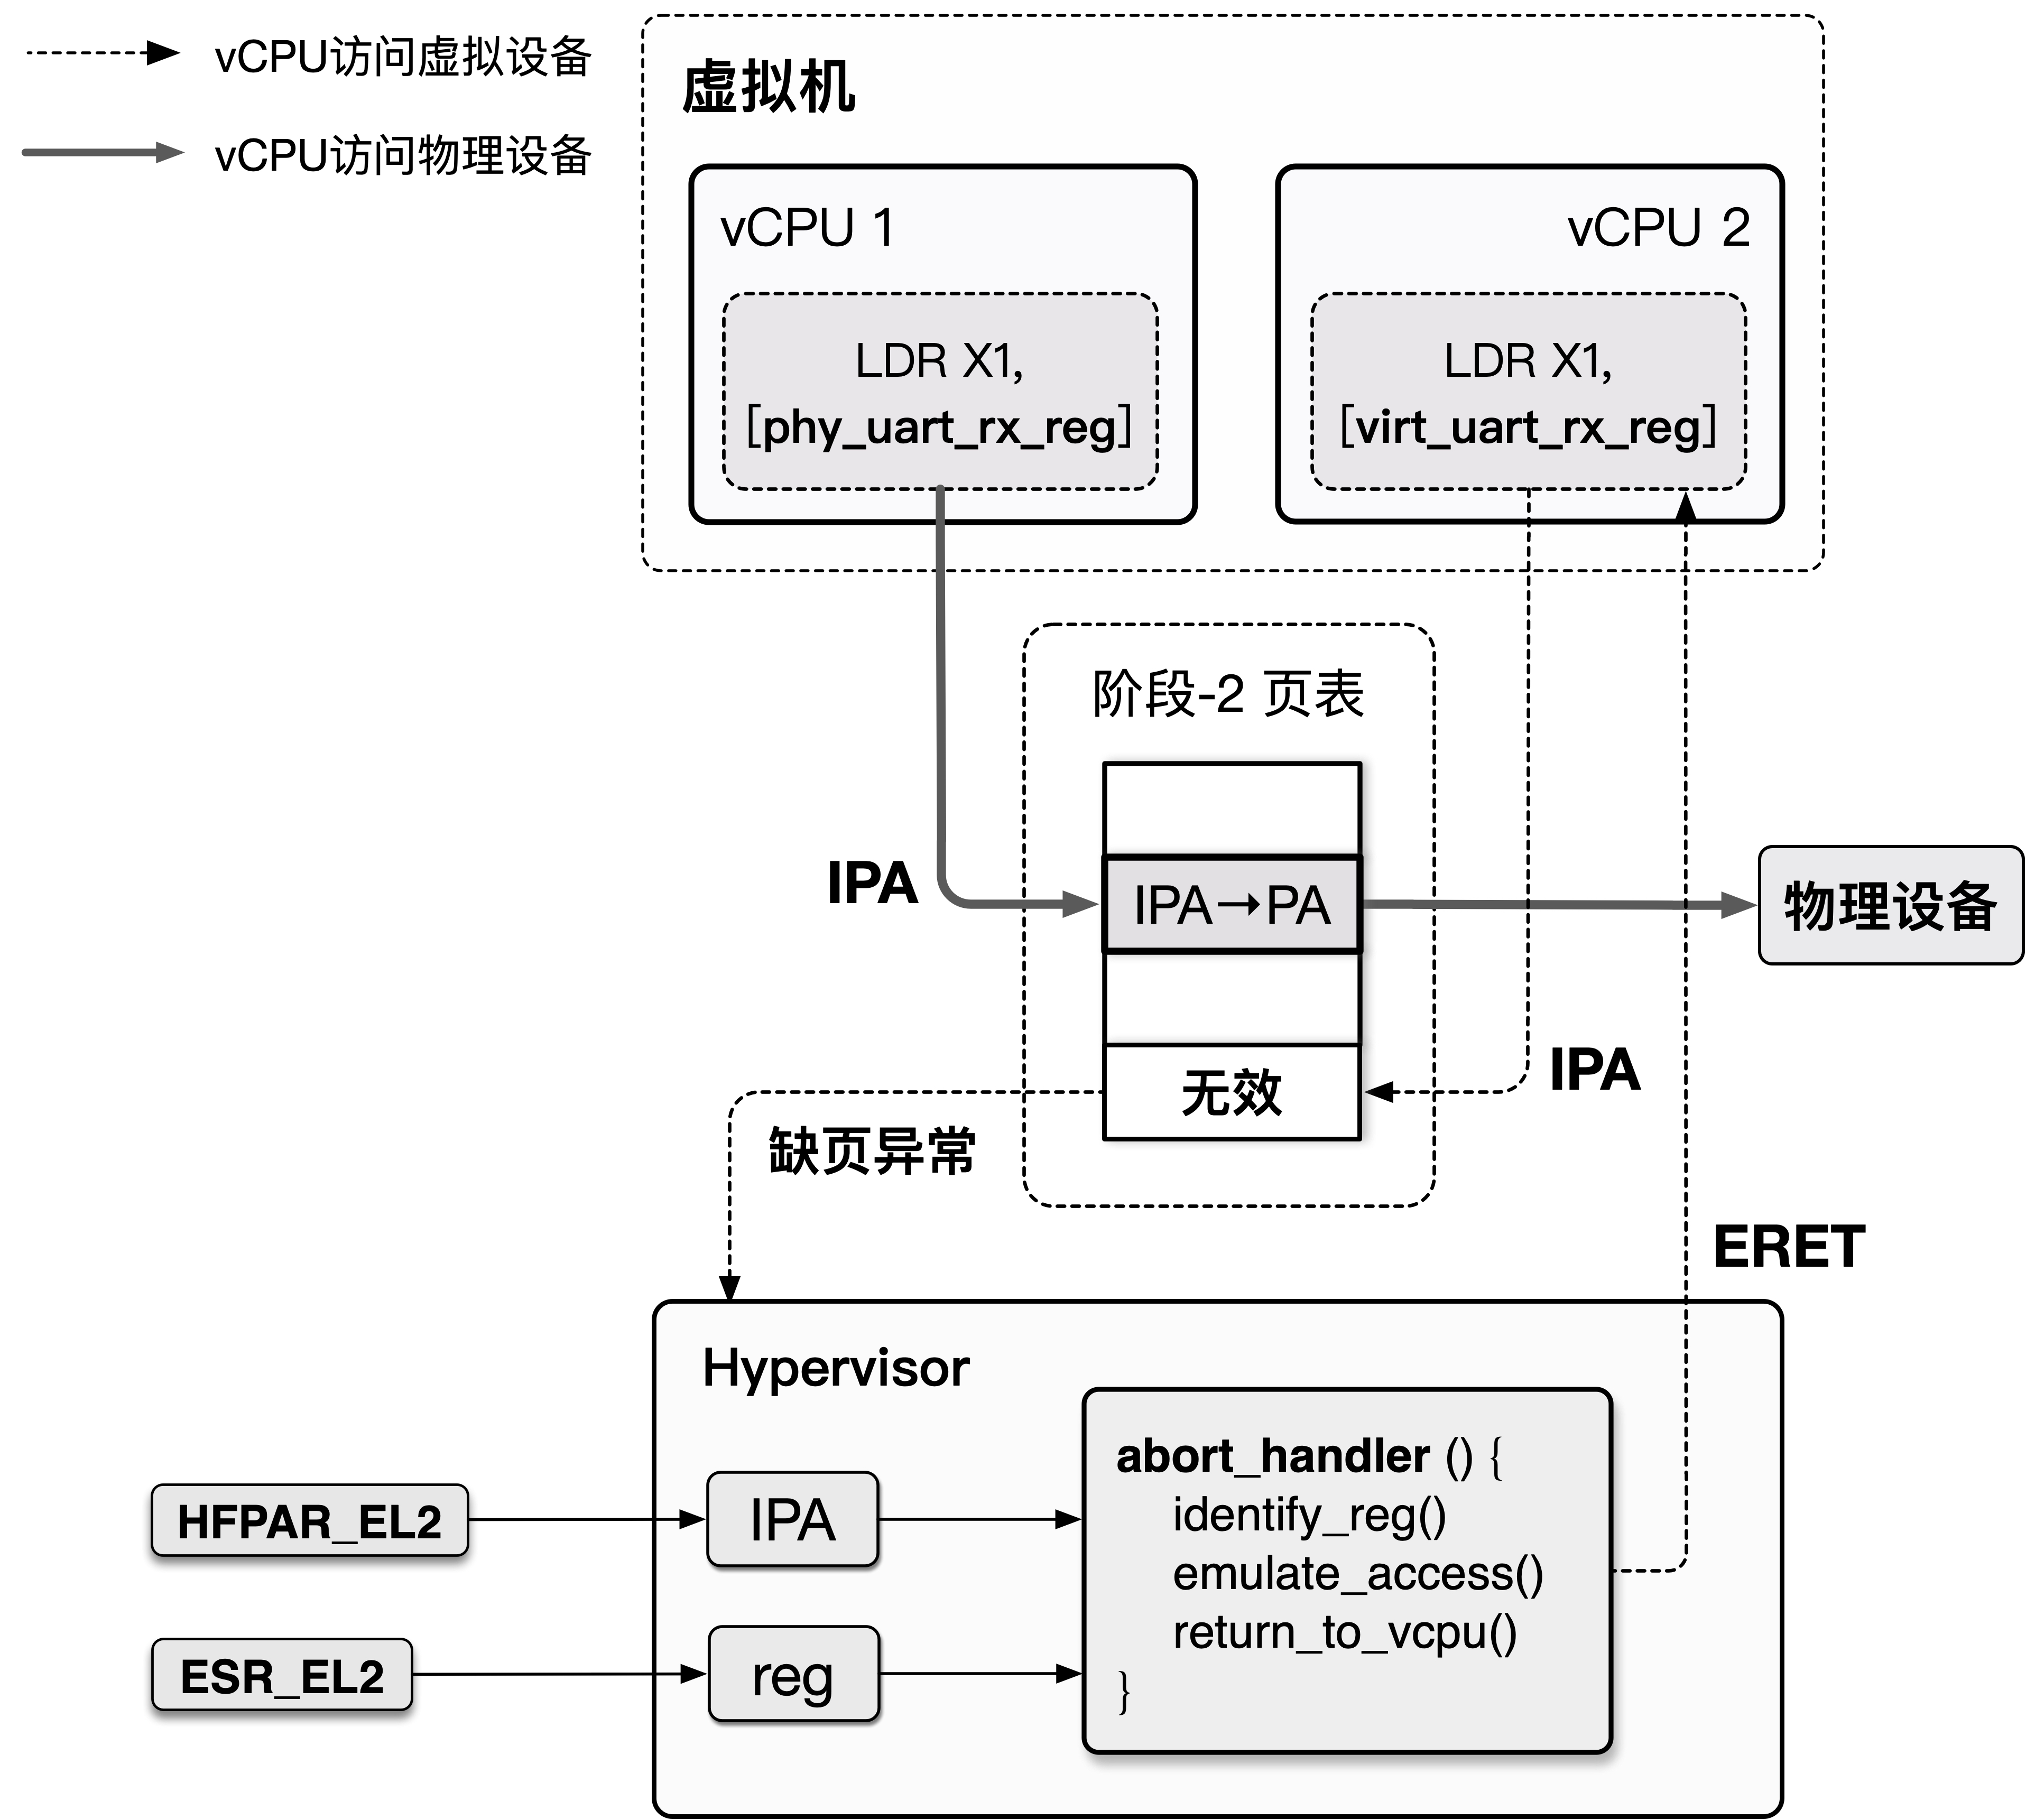 vCPU访问虚拟设备
vCPU访问物理设备
虚拟机
vCPU 1
LDR X1,
[phy_uart_rx_reg]
vCPU 2
LDR X1,
[virt_uart_rx_reg]
阶段-2 页表
IPA
IPA→PA
物理设备
无效
IPA
缺页异常
ERET
Hypervisor
HFPAR_EL2
IPA
ESR_EL2
reg
abort_handler () {
identify_reg()
emulate_access()
return_to_vcpu()
}